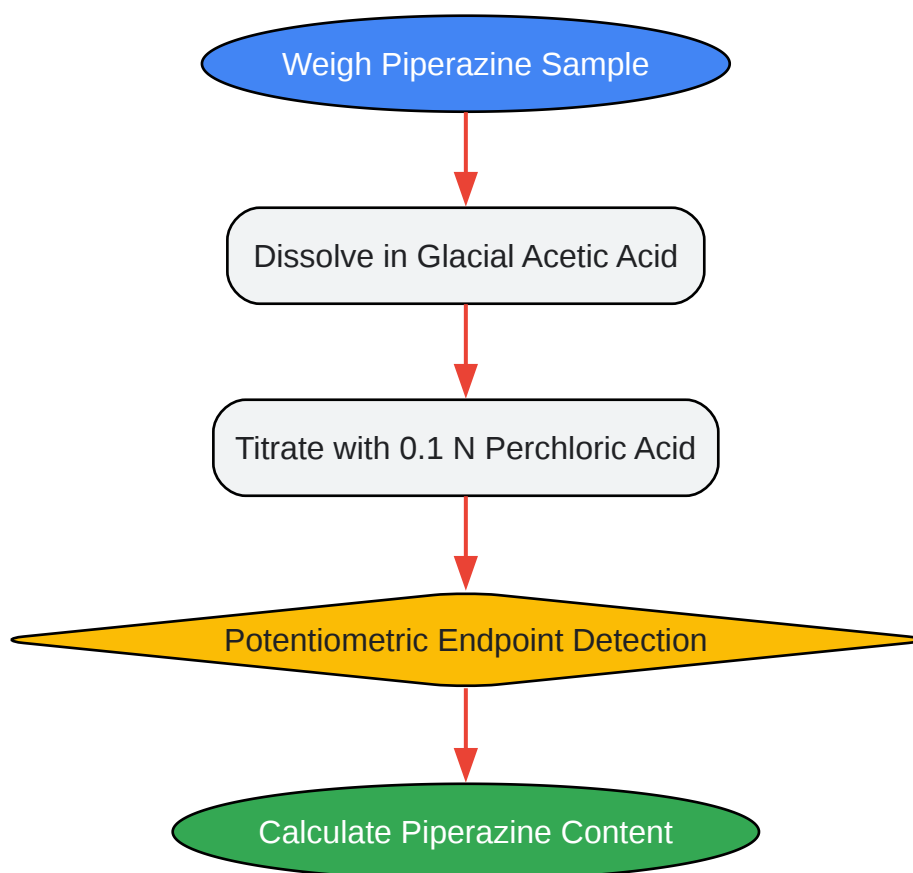 Weigh Piperazine Sample
Dissolve in Glacial Acetic Acid
Titrate with 0.1 N Perchloric Acid
Potentiometric Endpoint Detection
Calculate Piperazine Content